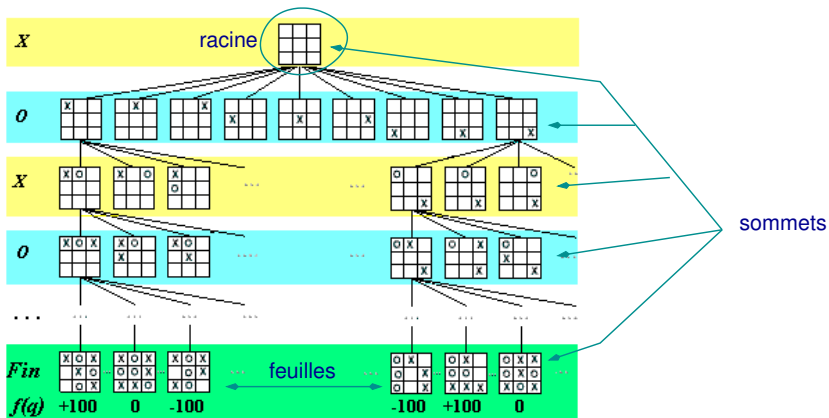 X
racine
O
X X X X X X X X X
X
X O X O X O O X O X O X
sommets
O
X O X X O X X O X O X X O X X O X X
... ... ... ... ... ... ... ... ... ...
Fin
feuilles
f(q) +100 0 -100 -100 +100 0